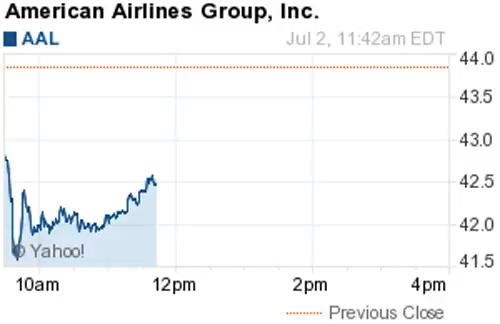 American Airlines Group, Inc.
AAL Jul 2, 11:42am EDT
44.0
43.5
43.0
42.5
42.0
41.5
© Yahoo!
10am 12pm 2pm 4pm
Previous Close